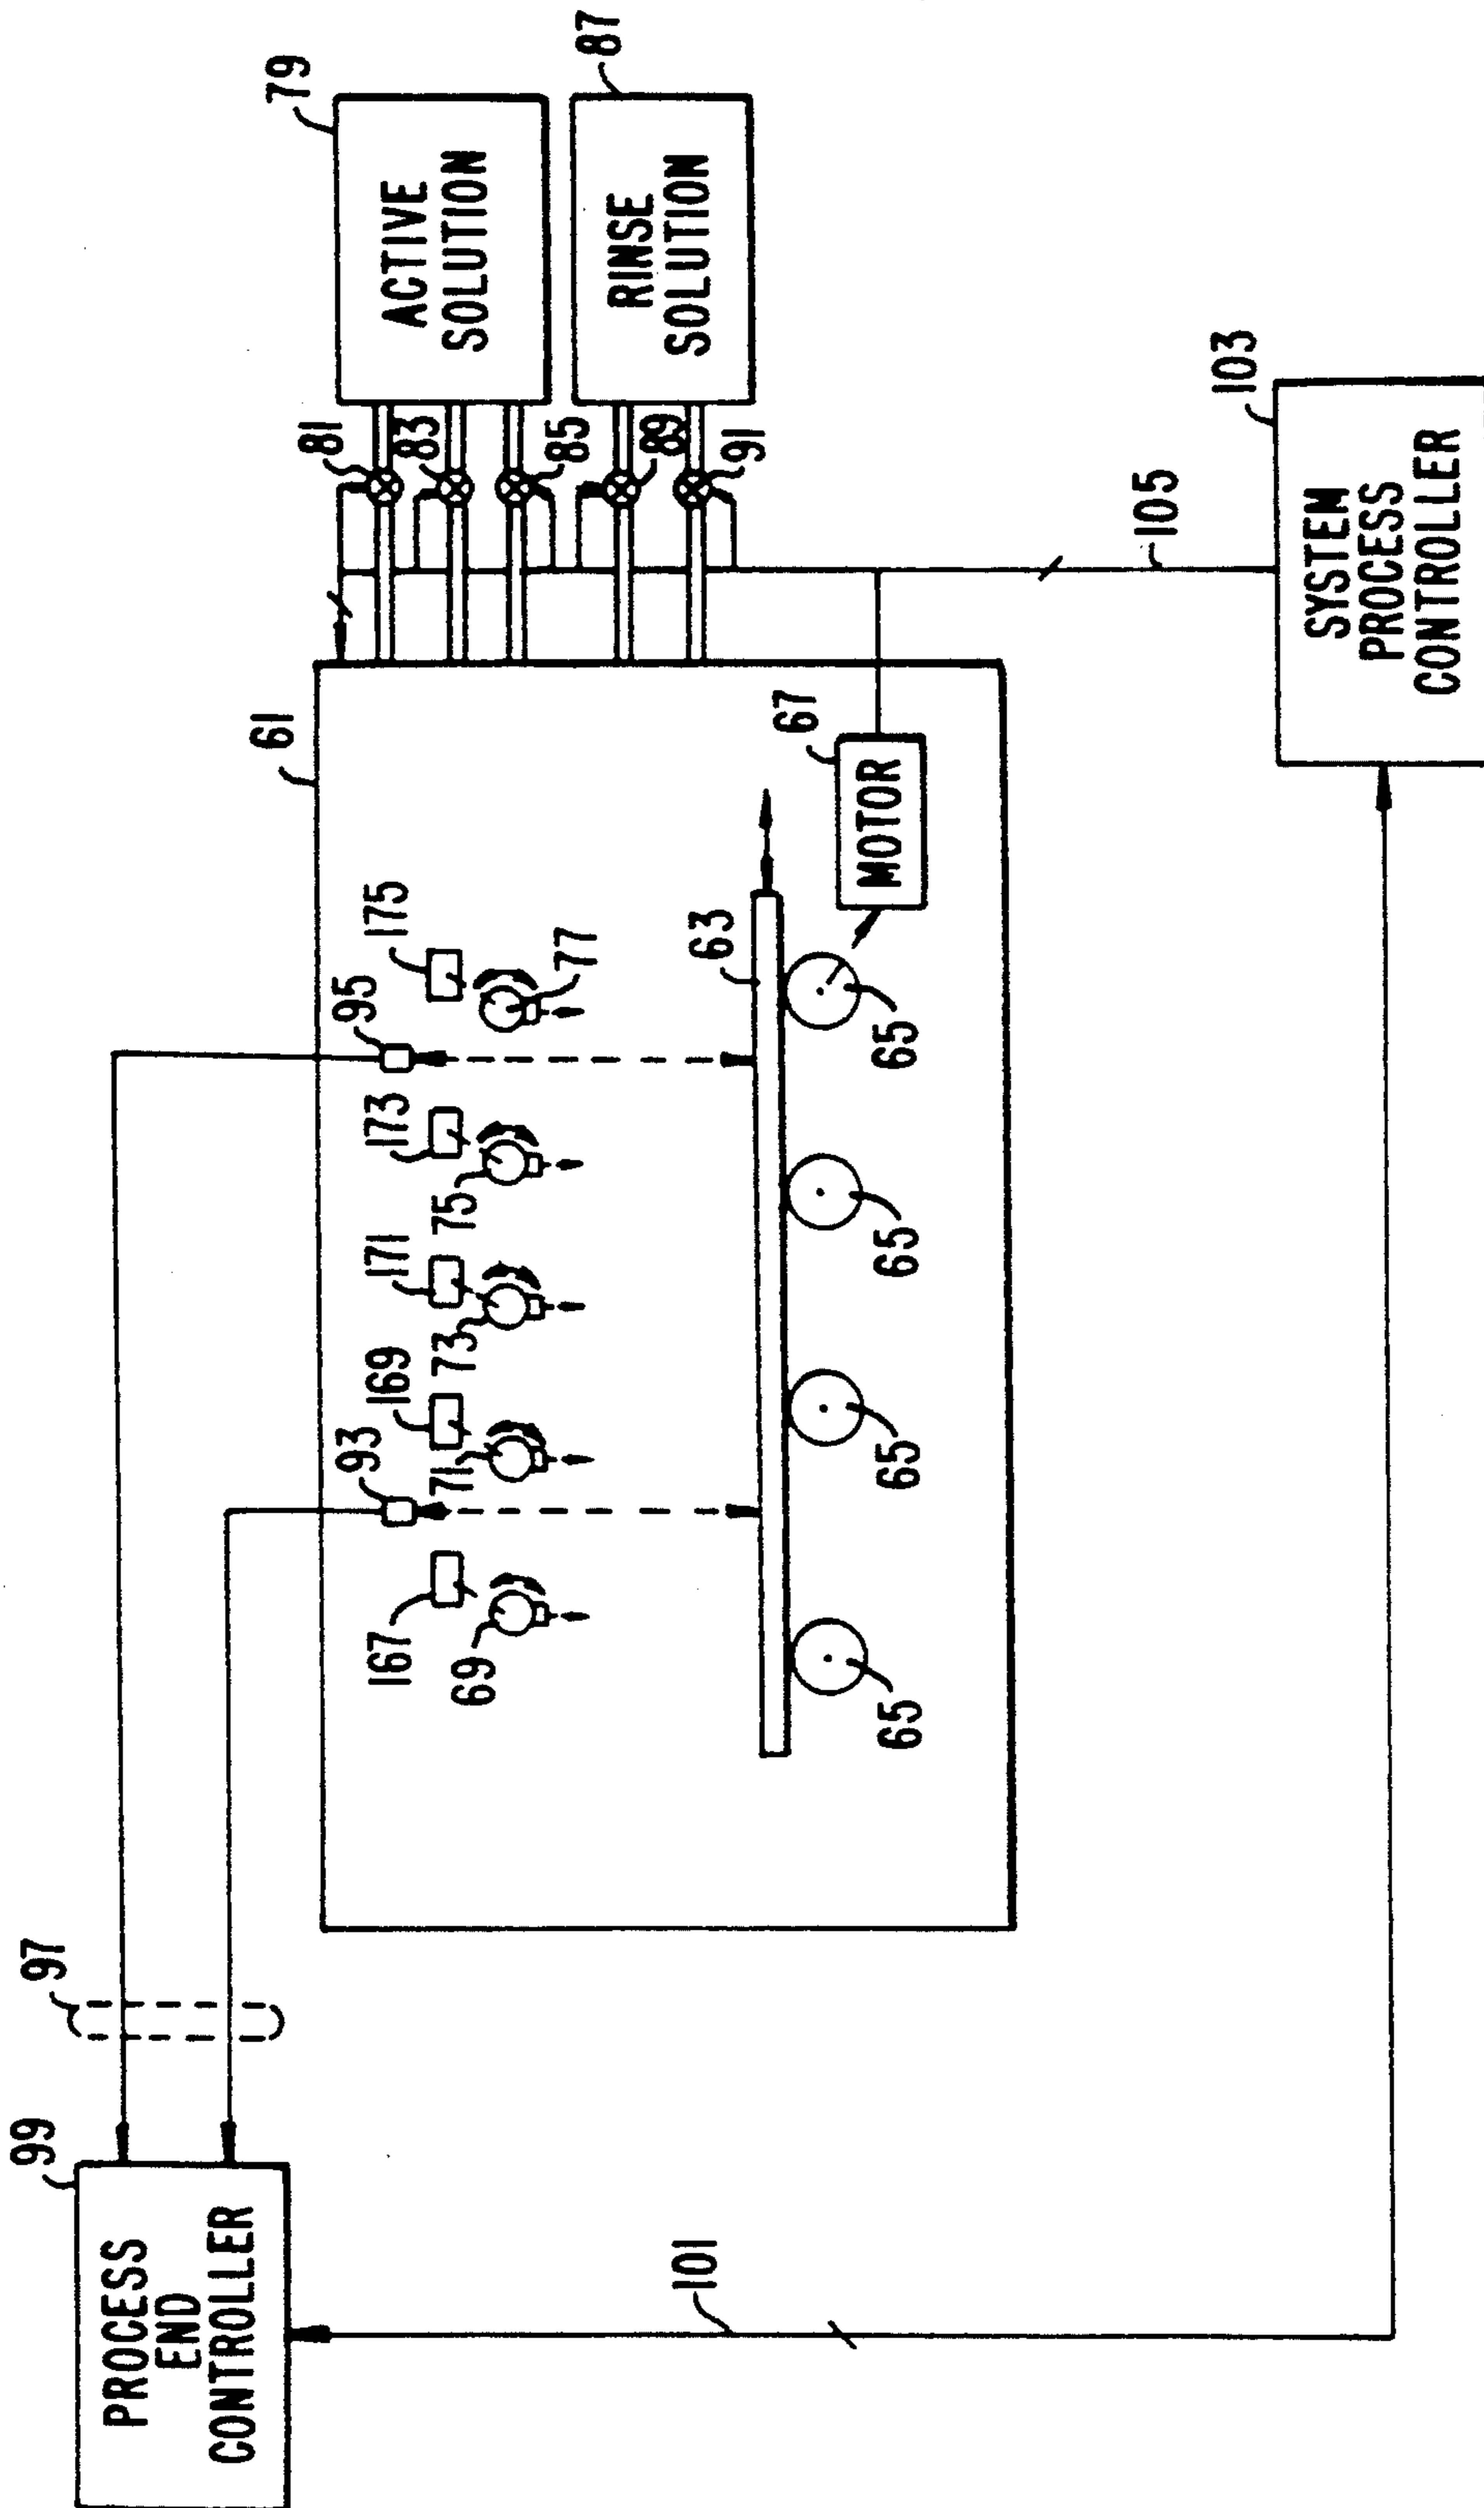 99
PROCESS
END
CONTROLLER
97
101
61
93
95
167
169
171
173
175
69
71
73
75
77
63
65
65
65
65
67
MOTOR
81
83
85
89
91
79
ACTIVE
SOLUTION
87
RINSE
SOLUTION
105
103
SYSTEM
PROCESS
CONTROLLER